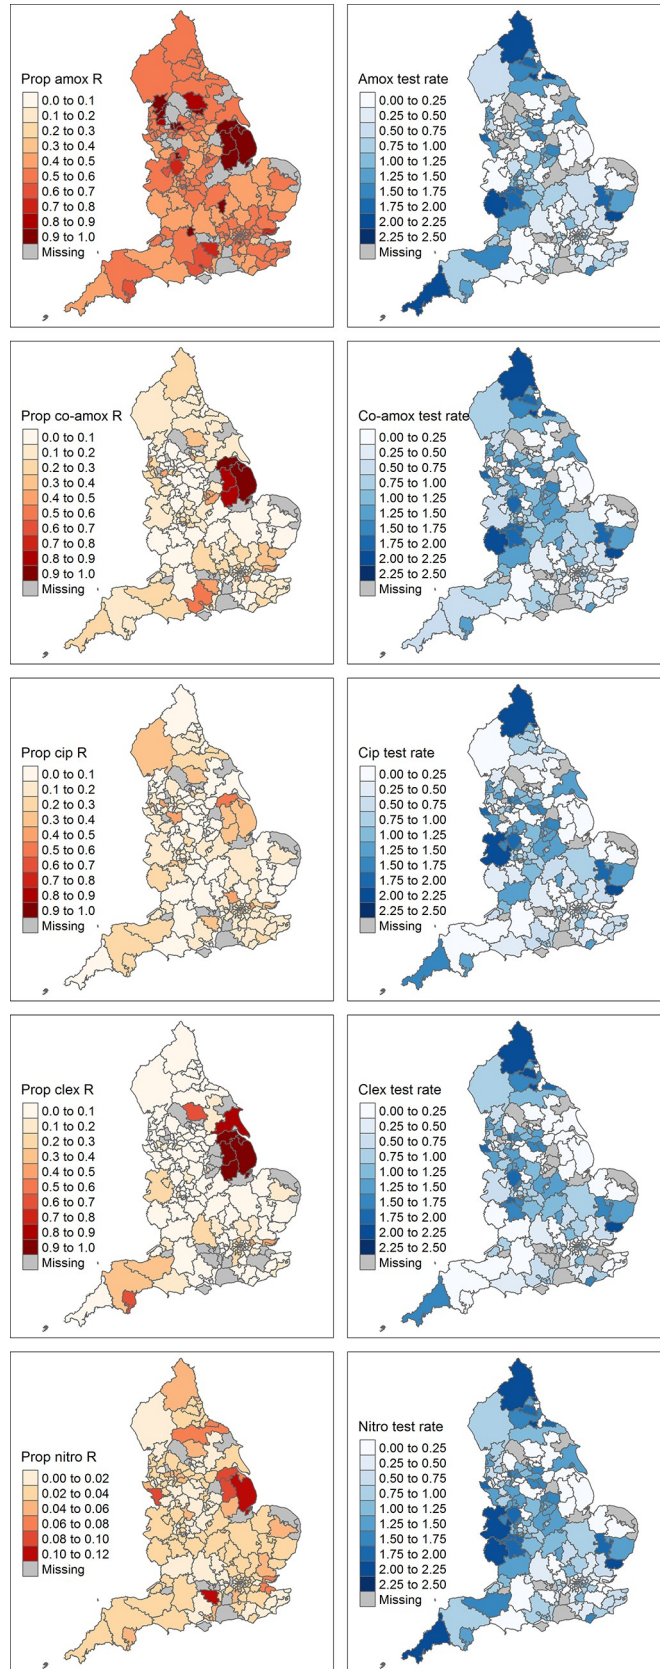 Prop amox R
0.0 to 0.1
0.1 to 0.2
0.2 to 0.3
0.3 to 0.4
0.4 to 0.5
0.5 to 0.6
0.6 to 0.7
0.7 to 0.8
0.8 to 0.9
0.9 to 1.0
Missing
Amox test rate
0.00 to 0.25
0.25 to 0.50
0.50 to 0.75
0.75 to 1.00
1.00 to 1.25
1.25 to 1.50
1.50 to 1.75
1.75 to 2.00
2.00 to 2.25
2.25 to 2.50
Missing
Prop co-amox R
0.0 to 0.1
0.1 to 0.2
0.2 to 0.3
0.3 to 0.4
0.4 to 0.5
0.5 to 0.6
0.6 to 0.7
0.7 to 0.8
0.8 to 0.9
0.9 to 1.0
Missing
Co-amox test rate
0.00 to 0.25
0.25 to 0.50
0.50 to 0.75
0.75 to 1.00
1.00 to 1.25
1.25 to 1.50
1.50 to 1.75
1.75 to 2.00
2.00 to 2.25
2.25 to 2.50
Missing
Prop cip R
0.0 to 0.1
0.1 to 0.2
0.2 to 0.3
0.3 to 0.4
0.4 to 0.5
0.5 to 0.6
0.6 to 0.7
0.7 to 0.8
0.8 to 0.9
0.9 to 1.0
Missing
Cip test rate
0.00 to 0.25
0.25 to 0.50
0.50 to 0.75
0.75 to 1.00
1.00 to 1.25
1.25 to 1.50
1.50 to 1.75
1.75 to 2.00
2.00 to 2.25
2.25 to 2.50
Missing
Prop clex R
0.0 to 0.1
0.1 to 0.2
0.2 to 0.3
0.3 to 0.4
0.4 to 0.5
0.5 to 0.6
0.6 to 0.7
0.7 to 0.8
0.8 to 0.9
0.9 to 1.0
Missing
Clex test rate
0.00 to 0.25
0.25 to 0.50
0.50 to 0.75
0.75 to 1.00
1.00 to 1.25
1.25 to 1.50
1.50 to 1.75
1.75 to 2.00
2.00 to 2.25
2.25 to 2.50
Missing
Prop nitro R
0.00 to 0.02
0.02 to 0.04
0.04 to 0.06
0.06 to 0.08
0.08 to 0.10
0.10 to 0.12
Missing
Nitro test rate
0.00 to 0.25
0.25 to 0.50
0.50 to 0.75
0.75 to 1.00
1.00 to 1.25
1.25 to 1.50
1.50 to 1.75
1.75 to 2.00
2.00 to 2.25
2.25 to 2.50
Missing